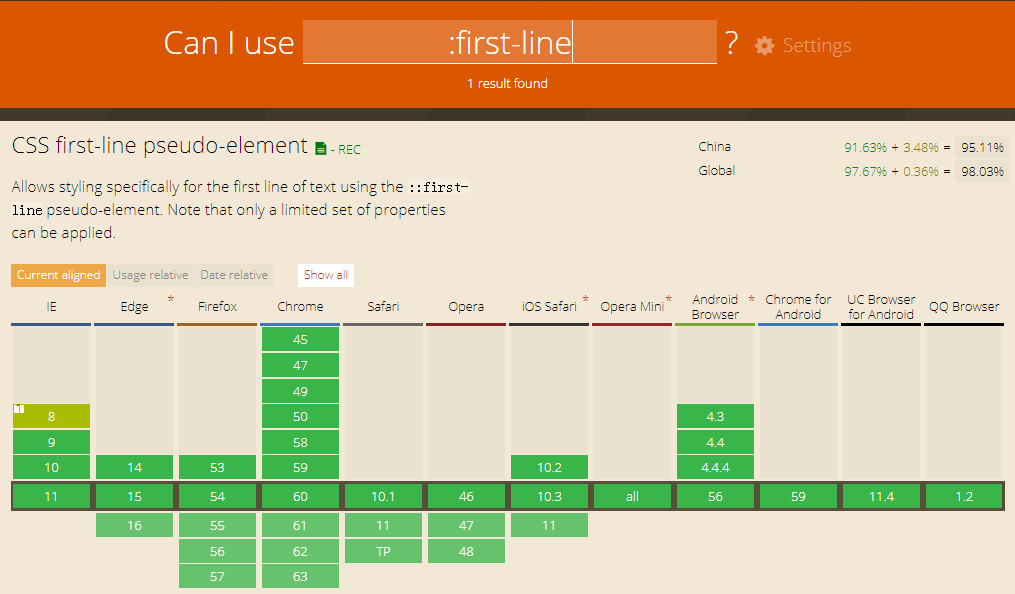 Can I use :first-line ? Settings
1 result found
CSS first-line pseudo-element - REC
China 91.63% + 3.48% = 95.11%
Global 97.67% + 0.36% = 98.03%
Allows styling specifically for the first line of text using the ::first-
line pseudo-element. Note that only a limited set of properties
can be applied.
Current aligned Usage relative Date relative Show all
IE Edge * Firefox Chrome Safari Opera iOS Safari * Opera Mini * Android Browser * Chrome for Android UC Browser for Android QQ Browser
45
47
49
8 50 4.3
9 58 4.4
10 14 53 59 10.2 4.4.4
11 15 54 60 10.1 46 10.3 all 56 59 11.4 1.2
16 55 61 11 47 11
56 62 TP 48
57 63